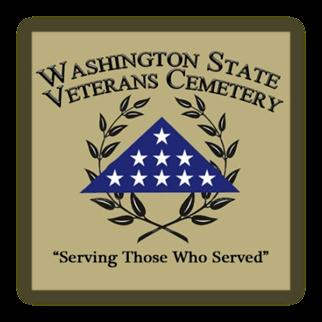 Washington State
Veterans Cemetery
“Serving Those Who Served”